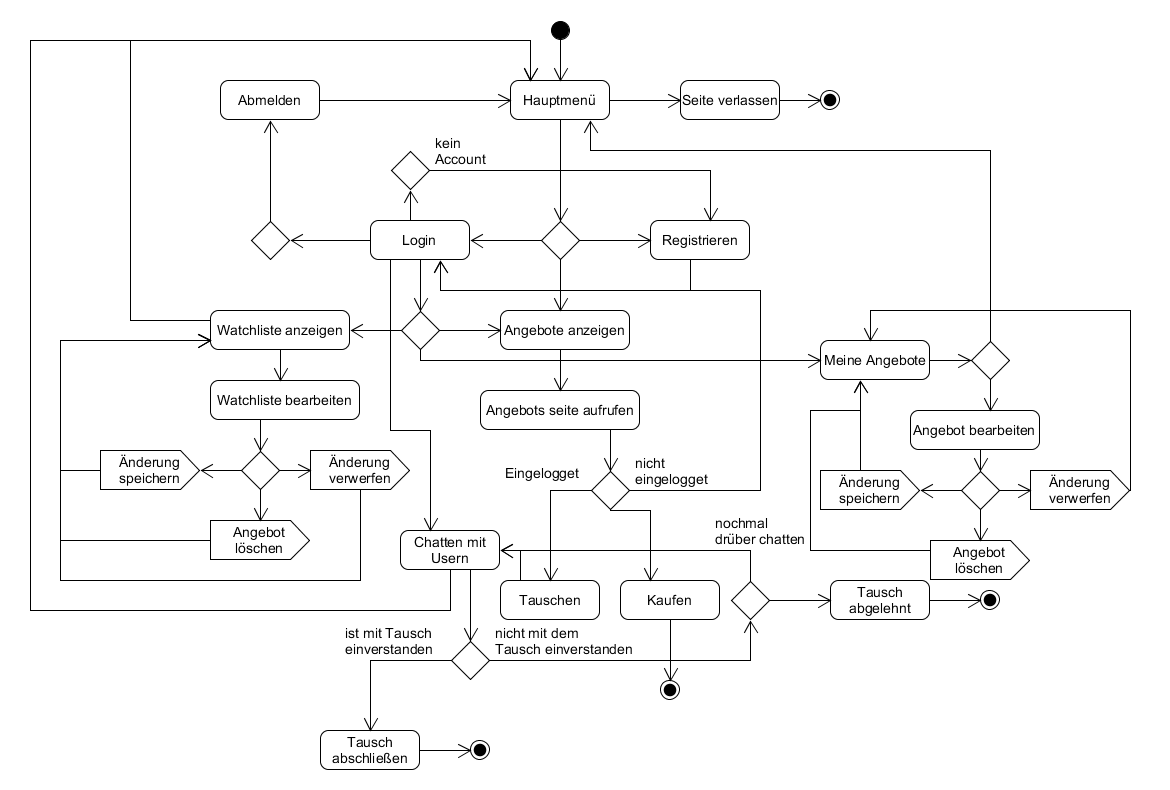 Abmelden
Hauptmenü
Seite verlassen
kein
Account
Login
Registrieren
Watchliste anzeigen
Angebote anzeigen
Meine Angebote
Watchliste bearbeiten
Angebots seite aufrufen
Angebot bearbeiten
Änderung
speichern
Änderung
verwerfen
Eingelogget
nicht
eingelogget
Änderung
speichern
Änderung
verwerfen
Angebot
löschen
Chatten mit
Usern
nochmal
drüber chatten
Angebot
löschen
Tauschen
Kaufen
Tausch
abgelehnt
ist mit Tausch
einverstanden
nicht mit dem
Tausch einverstanden
Tausch
abschließen